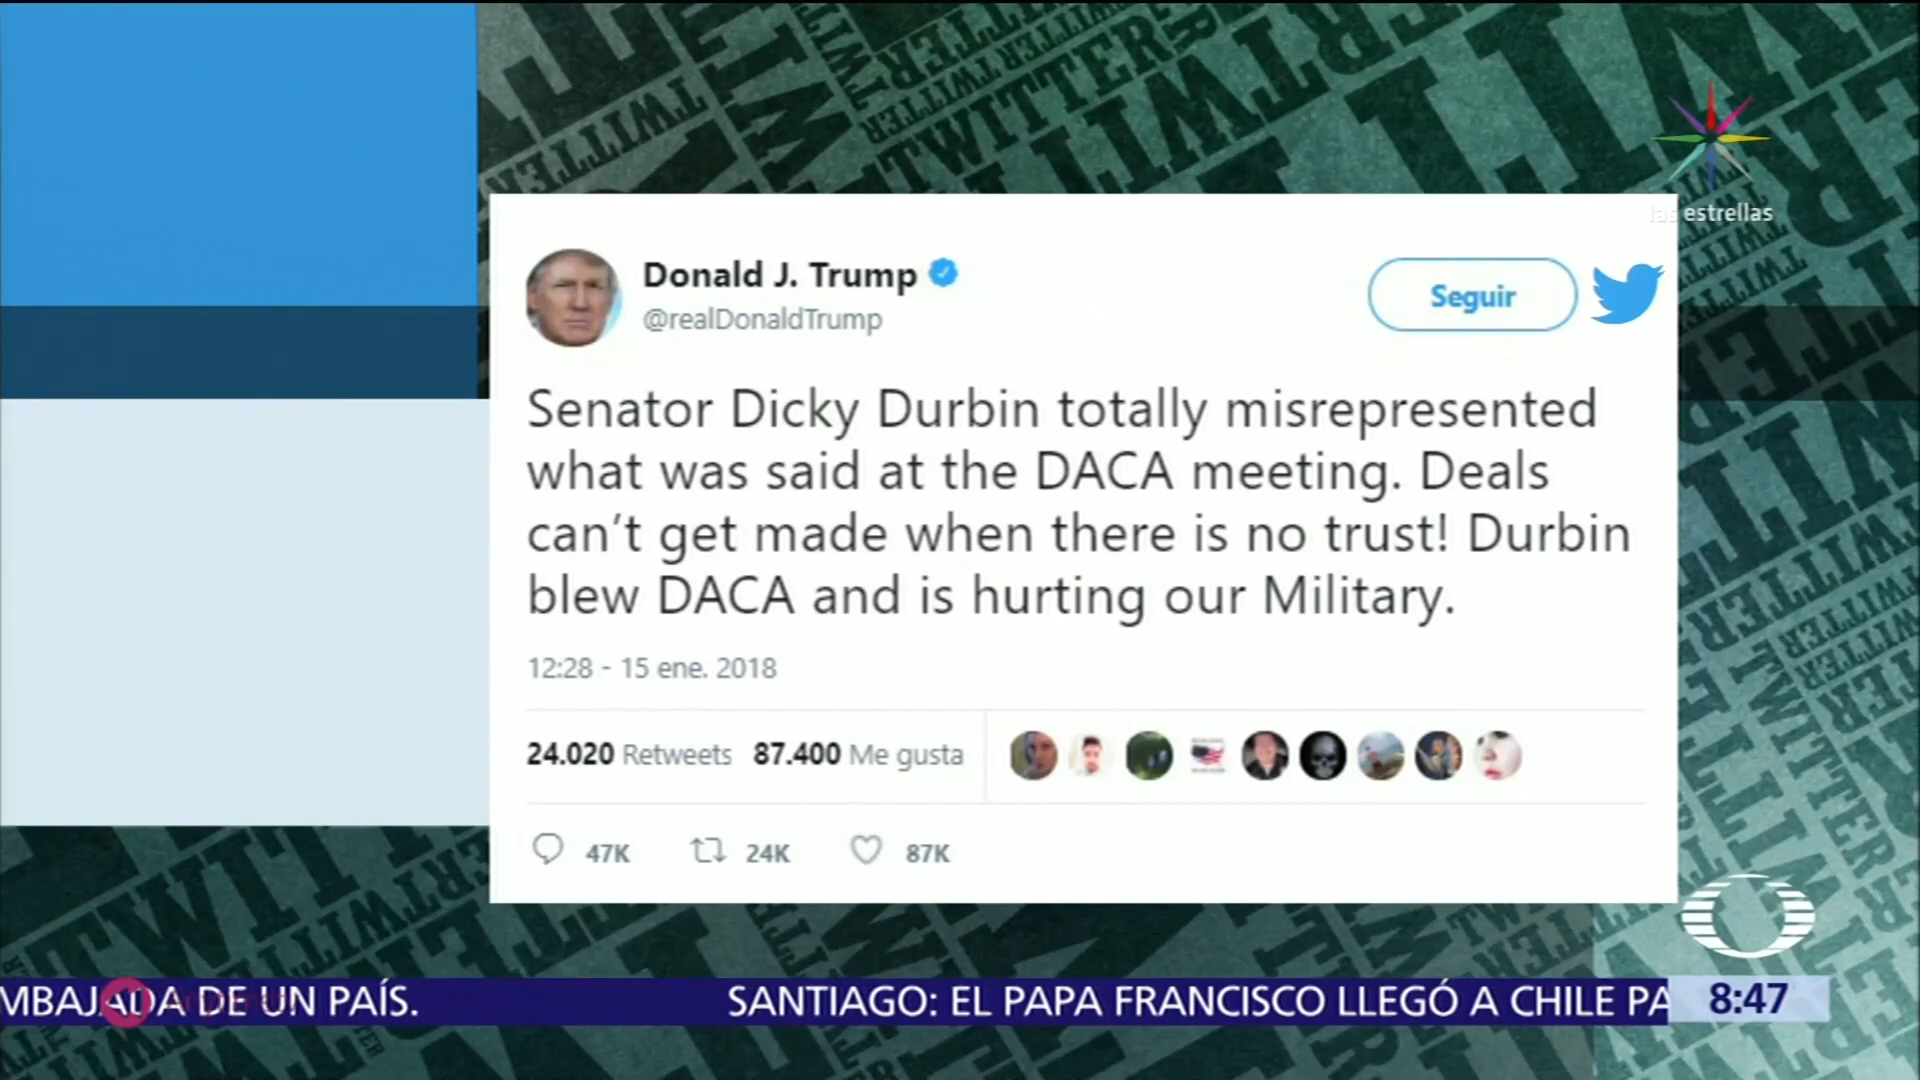 las estrellas
Donald J. Trump
@realDonaldTrump
Seguir
Senator Dicky Durbin totally misrepresented
what was said at the DACA meeting. Deals
can’t get made when there is no trust! Durbin
blew DACA and is hurting our Military.
12:28 - 15 ene. 2018
24.020 Retweets 87.400 Me gusta
47K 24K 87K
MBAJADA DE UN PAÍS. SANTIAGO: EL PAPA FRANCISCO LLEGÓ A CHILE PA
8:47